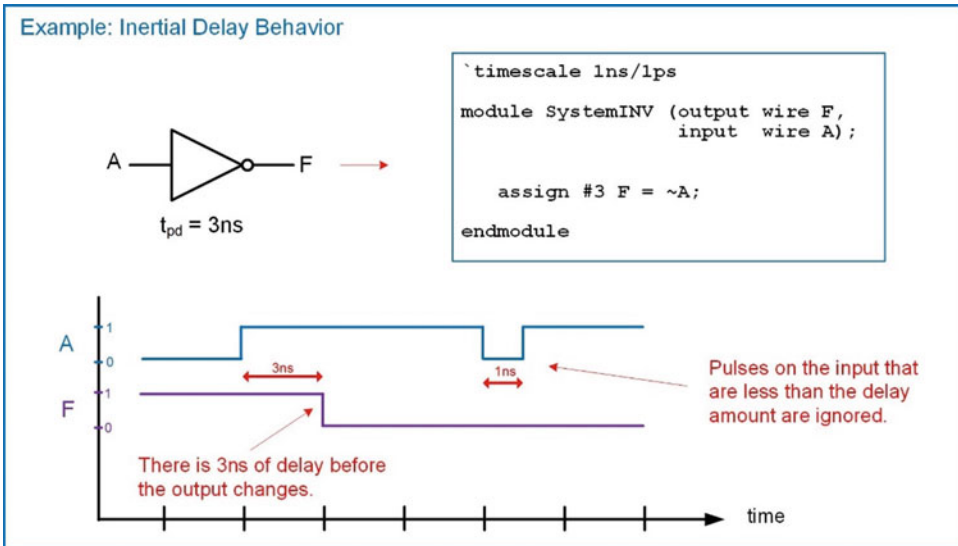 Example: Inertial Delay Behavior
`timescale 1ns/1ps
module SystemINV (output wire F,
input wire A);
A
F
assign #3 F = ~A;
tpd = 3ns
endmodule
A
1
0
3ns
1ns
Pulses on the input that
are less than the delay
amount are ignored.
F
1
0
There is 3ns of delay before
the output changes.
time